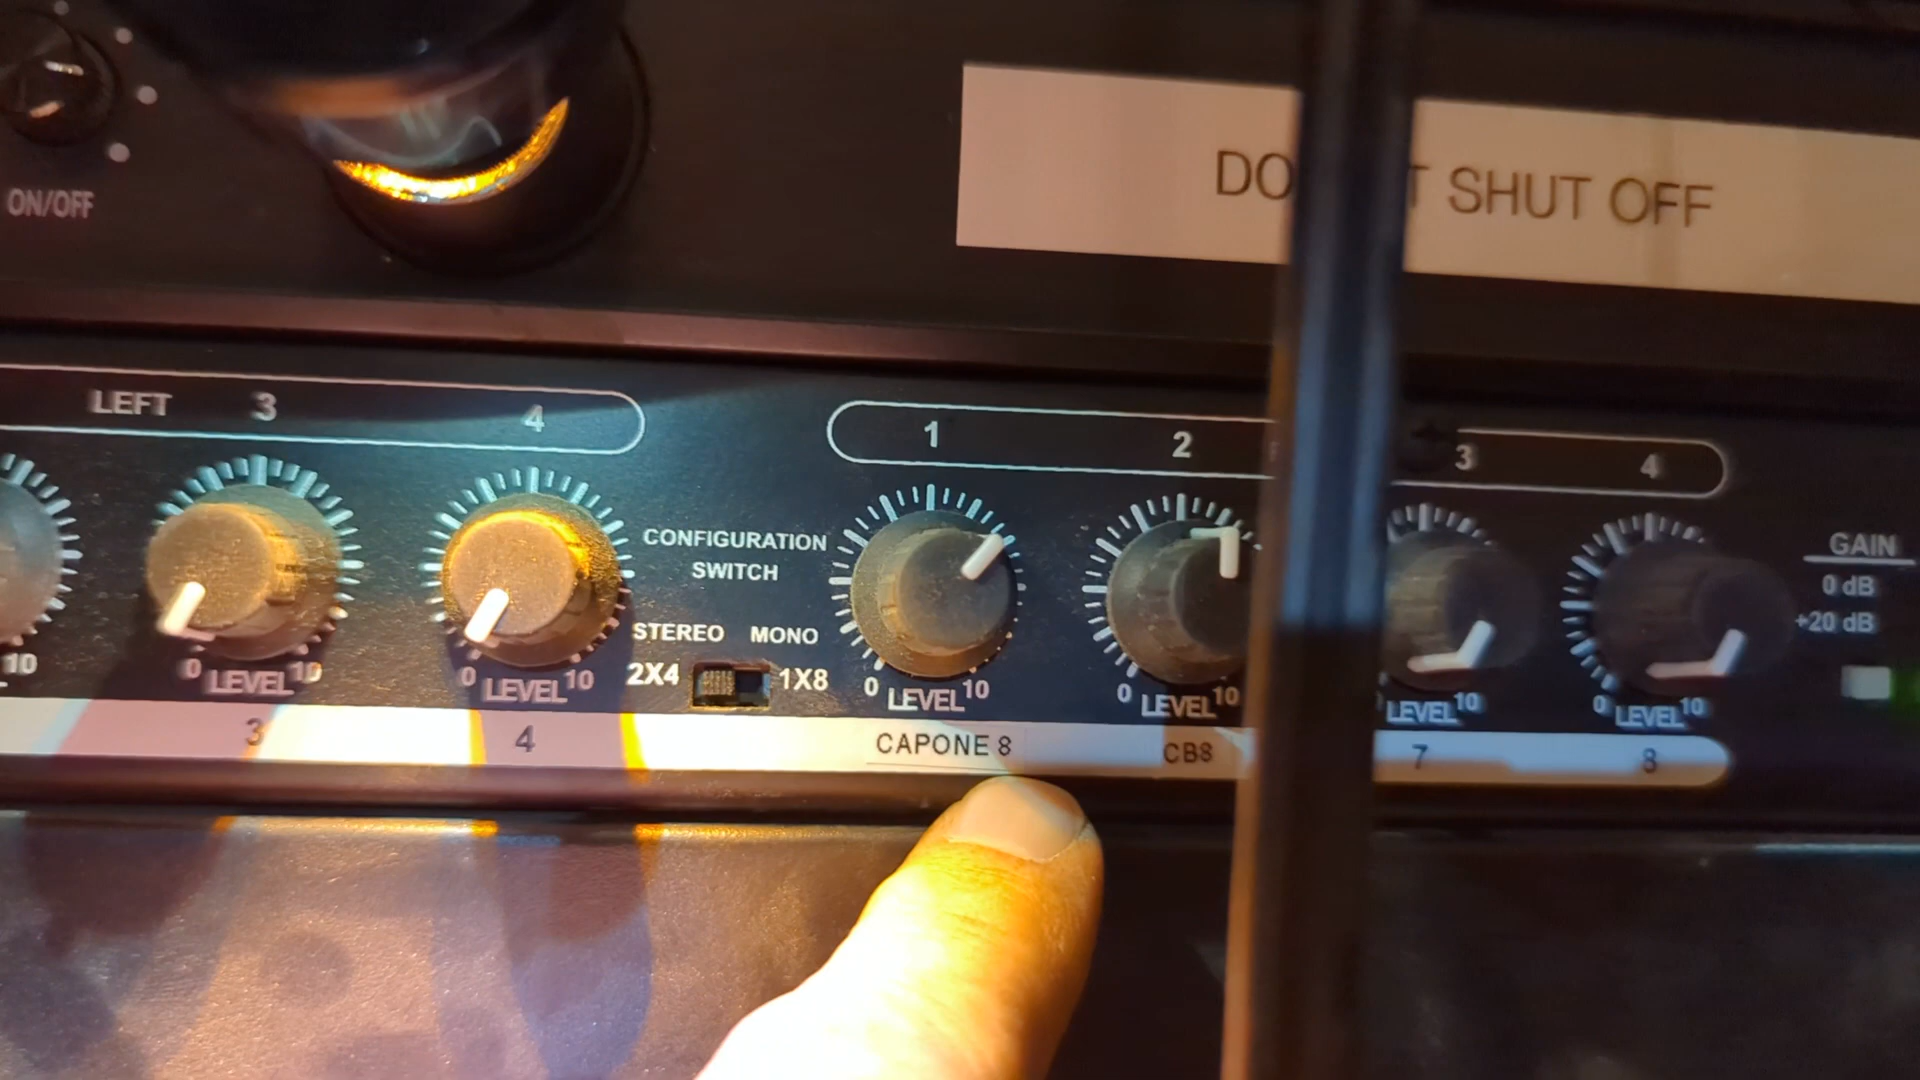 ON/OFF
DO T SHUT OFF
LEFT 3 4
1 2 3 4
CONFIGURATION
SWITCH
STEREO MONO
2X4 1X8
GAIN
0 dB
+20 dB
10
0 LEVEL 10
0 LEVEL 10
0 LEVEL 10
0 LEVEL 10
LEVEL 10
0 LEVEL 10
3 4 CAPONE 8 CB8 7 8